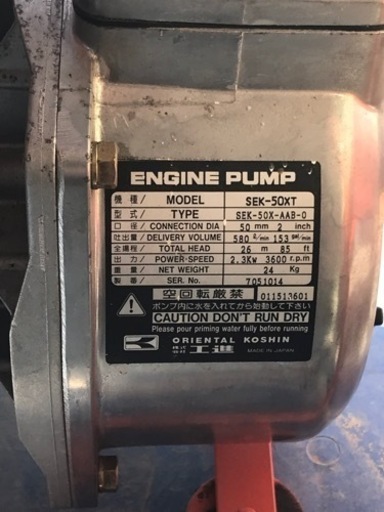 ENGINE PUMP
機種 MODEL SEK-50XT
型式 TYPE SEK-50X-AAB-0
口径 CONNECTION DIA 50 mm 2 inch
吐出量 DELIVERY VOLUME 580 ℓ/min 153 gal/min
全揚程 TOTAL HEAD 26 m 85 ft
出力 POWER-SPEED 2.3Kw 3600 r.p.m
重量 NET WEIGHT 24 Kg
製番 SER. No. 7051014
空回転厳禁 011513601
ポンプ内に水を入れてから始動して下さい
CAUTION DON'T RUN DRY
Please pour priming water fully before running
ORIENTAL KOSHIN
株式会社 工進 MADE IN JAPAN